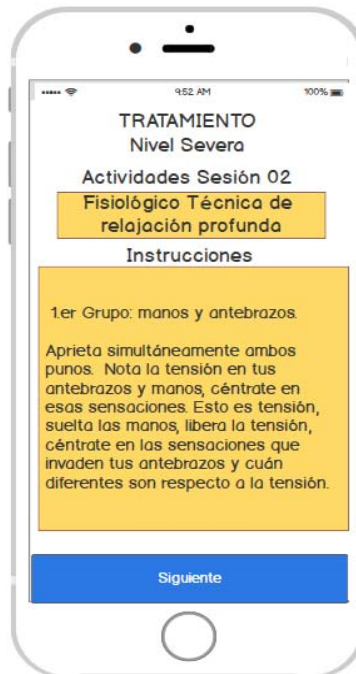 9:52 AM
100%
TRATAMIENTO
Nivel Severa
Actividades Sesión 02
Fisiológico Técnica de
relajación profunda
Instrucciones
1.er Grupo: manos y antebrazos.
Aprieta simultáneamente ambos
punos. Nota la tensión en tus
antebrazos y manos, céntrate en
esas sensaciones. Esto es tensión,
suelta las manos, libera la tensión,
céntrate en las sensaciones que
invaden tus antebrazos y cuán
diferentes son respecto a la tensión.
Siguiente